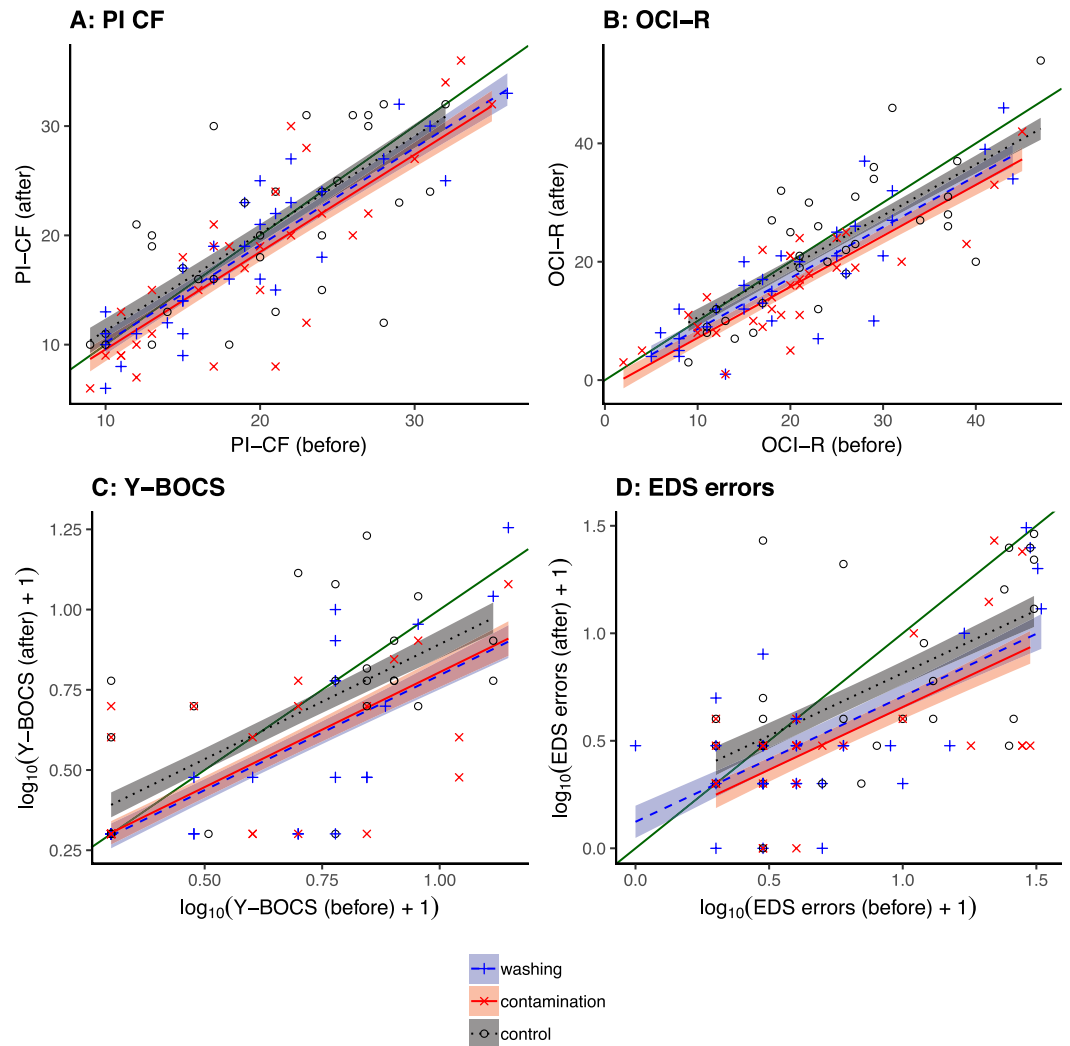 A: PI CF
PI−CF (after)
30
20
10
10
20
30
PI−CF (before)
B: OCI−R
OCI−R (after)
40
20
0
0
10
20
30
40
OCI−R (before)
C: Y−BOCS
log10(Y−BOCS (after) + 1)
1.25
1.00
0.75
0.50
0.25
0.50
0.75
1.00
log10(Y−BOCS (before) + 1)
D: EDS errors
log10(EDS errors (after) + 1)
1.5
1.0
0.5
0.0
0.0
0.5
1.0
1.5
log10(EDS errors (before) + 1)
washing
contamination
control